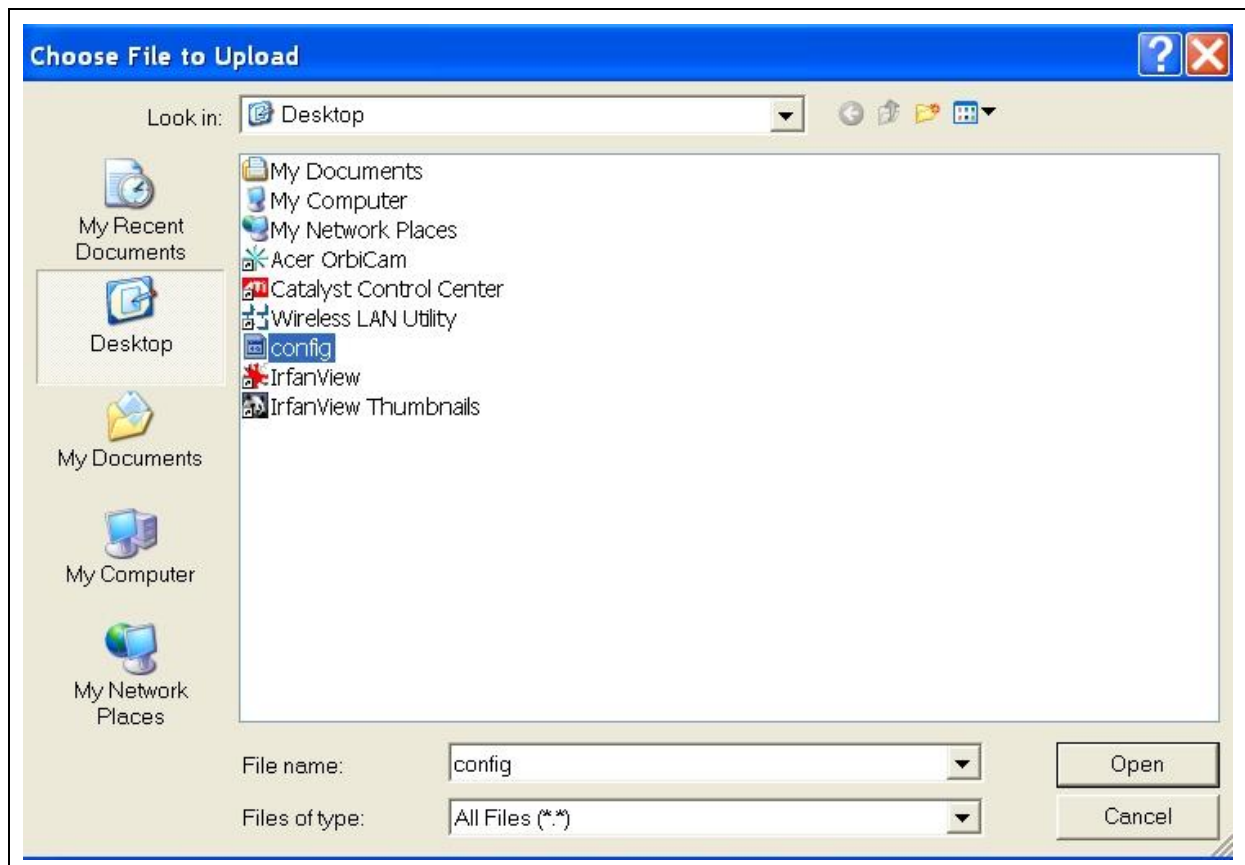 Choose File to Upload
Look in:
Desktop
My Recent
Documents
Desktop
My Documents
My Computer
My Network
Places
My Documents
My Computer
My Network Places
Acer OrbiCam
Catalyst Control Center
Wireless LAN Utility
config
IrfanView
IrfanView Thumbnails
File name:
config
Open
Files of type:
All Files (*.*)
Cancel